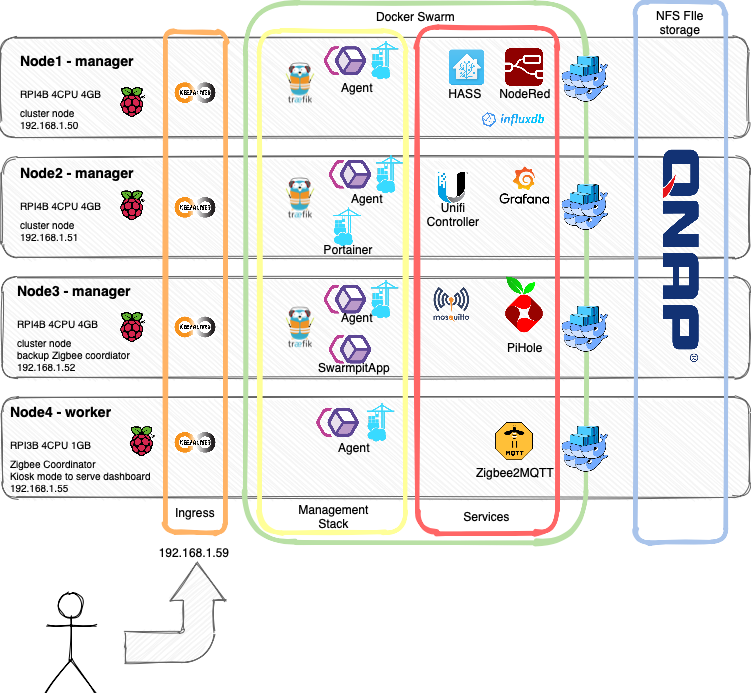 Docker Swarm
NFS FIle
storage
Node1 - manager
RPI4B 4CPU 4GB
cluster node
192.168.1.50
KEEPALIVED
træfik
Agent
HASS
NodeRed
influxdb
Node2 - manager
RPI4B 4CPU 4GB
cluster node
192.168.1.51
KEEPALIVED
træfik
Agent
Portainer
Unifi
Controller
Grafana
QNAP
Node3 - manager
RPI4B 4CPU 4GB
cluster node
backup Zigbee coordiator
192.168.1.52
KEEPALIVED
træfik
Agent
SwarmpitApp
mosquitto
PiHole
Node4 - worker
RPI3B 4CPU 1GB
Zigbee Coordinator
Kiosk mode to serve dashboard
192.168.1.55
KEEPALIVED
Agent
MQTT
Zigbee2MQTT
Ingress
Management
Stack
Services
192.168.1.59